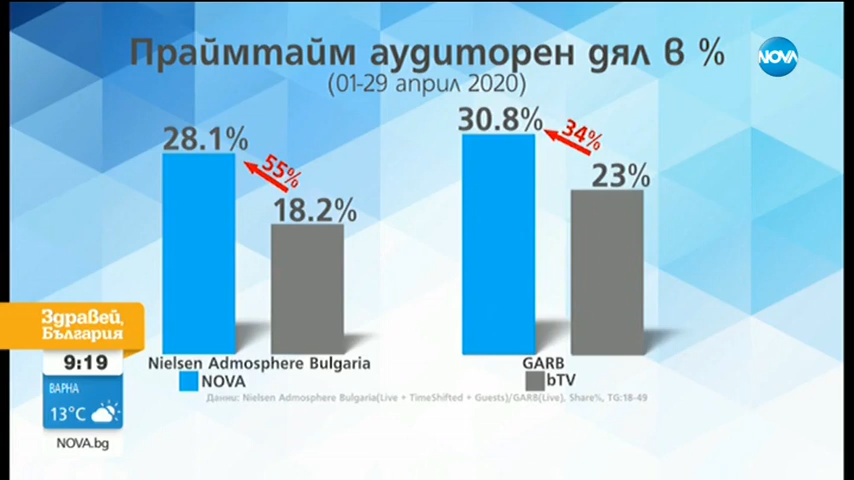 Праймтайм аудиторен дял в %
(01-29 април 2020)
NOVA
28.1%
55%
18.2%
30.8%
34%
23%
Nielsen Admosphere Bulgaria
GARB
NOVA
bTV
Данни: Nielsen Admosphere Bulgaria(Live + TimeShifted + Guests)/GARB(Live), Share%, TG:18-49
Здравей,
България
9:19
ВАРНА
13°C
NOVA.bg